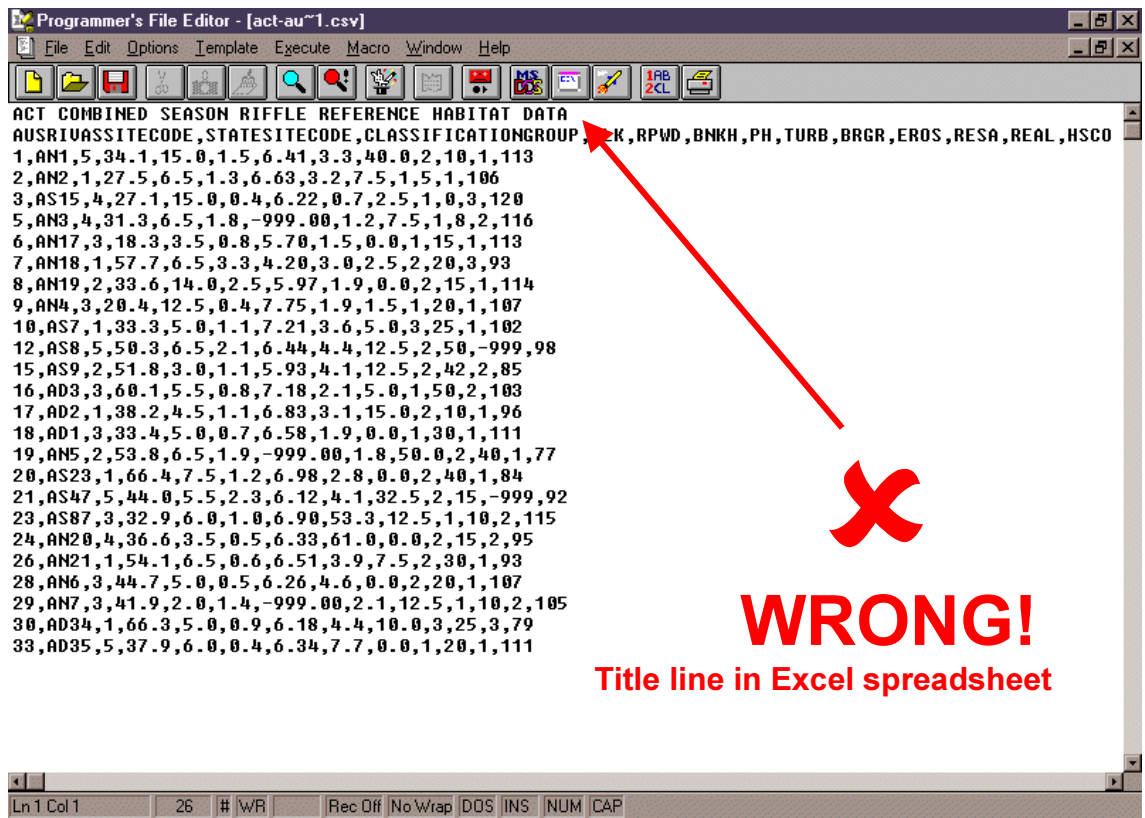 Programmer's File Editor - [act-au~1.csv]
File Edit Options Template Execute Macro Window Help
MS DOS 1AB 2CL
ACT COMBINED SEASON RIFFLE REFERENCE HABITAT DATA
AUSRIVASSITECODE,STATESITECODE,CLASSIFICATIONGROUP, K,RPWD,BNKH,PH,TURB,BRGR,EROS,RESA,REAL,HSCO
1,AN1,5,34.1,15.0,1.5,6.41,3.3,40.0,2,10,1,113
2,AN2,1,27.5,6.5,1.3,6.63,3.2,7.5,1,5,1,106
3,AS15,4,27.1,15.0,0.4,6.22,0.7,2.5,1,0,3,120
5,AN3,4,31.3,6.5,1.8,-999.00,1.2,7.5,1,8,2,116
6,AN17,3,18.3,3.5,0.8,5.70,1.5,0.0,1,15,1,113
7,AN18,1,57.7,6.5,3.3,4.20,3.0,2.5,2,20,3,93
8,AN19,2,33.6,14.0,2.5,5.97,1.9,0.0,2,15,1,114
9,AN4,3,20.4,12.5,0.4,7.75,1.9,1.5,1,20,1,107
10,AS7,1,33.3,5.0,1.1,7.21,3.6,5.0,3,25,1,102
12,AS8,5,50.3,6.5,2.1,6.44,4.4,12.5,2,50,-999,98
15,AS9,2,51.8,3.0,1.1,5.93,4.1,12.5,2,42,2,85
16,AD3,3,60.1,5.5,0.8,7.18,2.1,5.0,1,50,2,103
17,AD2,1,38.2,4.5,1.1,6.83,3.1,15.0,2,10,1,96
18,AD1,3,33.4,5.0,0.7,6.58,1.9,0.0,1,30,1,111
19,AN5,2,53.8,6.5,1.9,-999.00,1.8,50.0,2,40,1,77
20,AS23,1,66.4,7.5,1.2,6.98,2.8,0.0,2,40,1,84
21,AS47,5,44.0,5.5,2.3,6.12,4.1,32.5,2,15,-999,92
23,AS87,3,32.9,6.0,1.0,6.90,53.3,12.5,1,10,2,115
24,AN20,4,36.6,3.5,0.5,6.33,61.0,0.0,2,15,2,95
26,AN21,1,54.1,6.5,0.6,6.51,3.9,7.5,2,30,1,93
28,AN6,3,44.7,5.0,0.5,6.26,4.6,0.0,2,20,1,107
29,AN7,3,41.9,2.0,1.4,-999.00,2.1,12.5,1,10,2,105
30,AD34,1,66.3,5.0,0.9,6.18,4.4,10.0,3,25,3,79
33,AD35,5,37.9,6.0,0.4,6.34,7.7,0.0,1,20,1,111
WRONG!
Title line in Excel spreadsheet
Ln 1 Col 1 26 # WR Rec Off No Wrap DOS INS NUM CAP